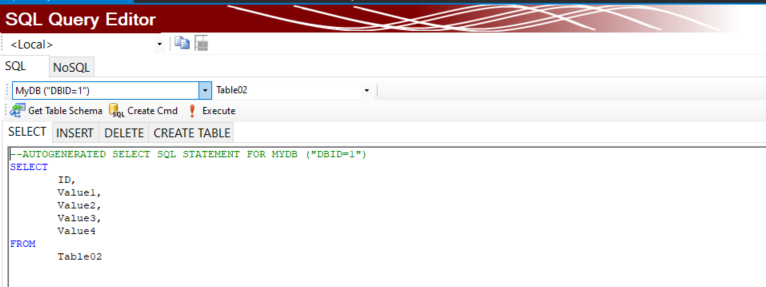 SQL Query Editor
<Local>
SQL NoSQL
MyDB ("DBID=1") Table02
Get Table Schema SQL Create Cmd Execute
SELECT INSERT DELETE CREATE TABLE
--AUTOGENERATED SELECT SQL STATEMENT FOR MYDB ("DBID=1")
SELECT
ID,
Value1,
Value2,
Value3,
Value4
FROM
Table02